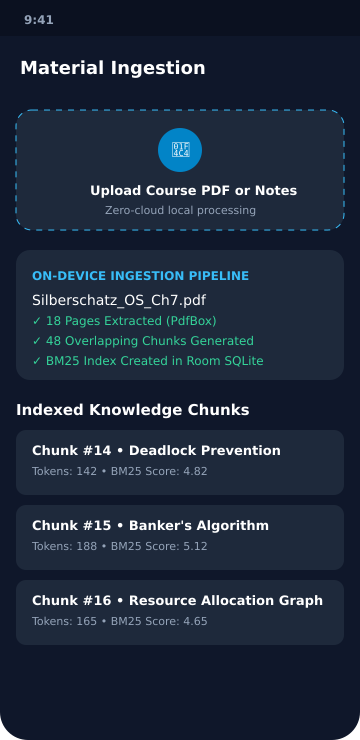 9:41
Material Ingestion
01F4C4
Upload Course PDF or Notes
Zero-cloud local processing
ON-DEVICE INGESTION PIPELINE
Silberschatz_OS_Ch7.pdf
✓ 18 Pages Extracted (PdfBox)
✓ 48 Overlapping Chunks Generated
✓ BM25 Index Created in Room SQLite
Indexed Knowledge Chunks
Chunk #14 • Deadlock Prevention
Tokens: 142 • BM25 Score: 4.82
Chunk #15 • Banker's Algorithm
Tokens: 188 • BM25 Score: 5.12
Chunk #16 • Resource Allocation Graph
Tokens: 165 • BM25 Score: 4.65